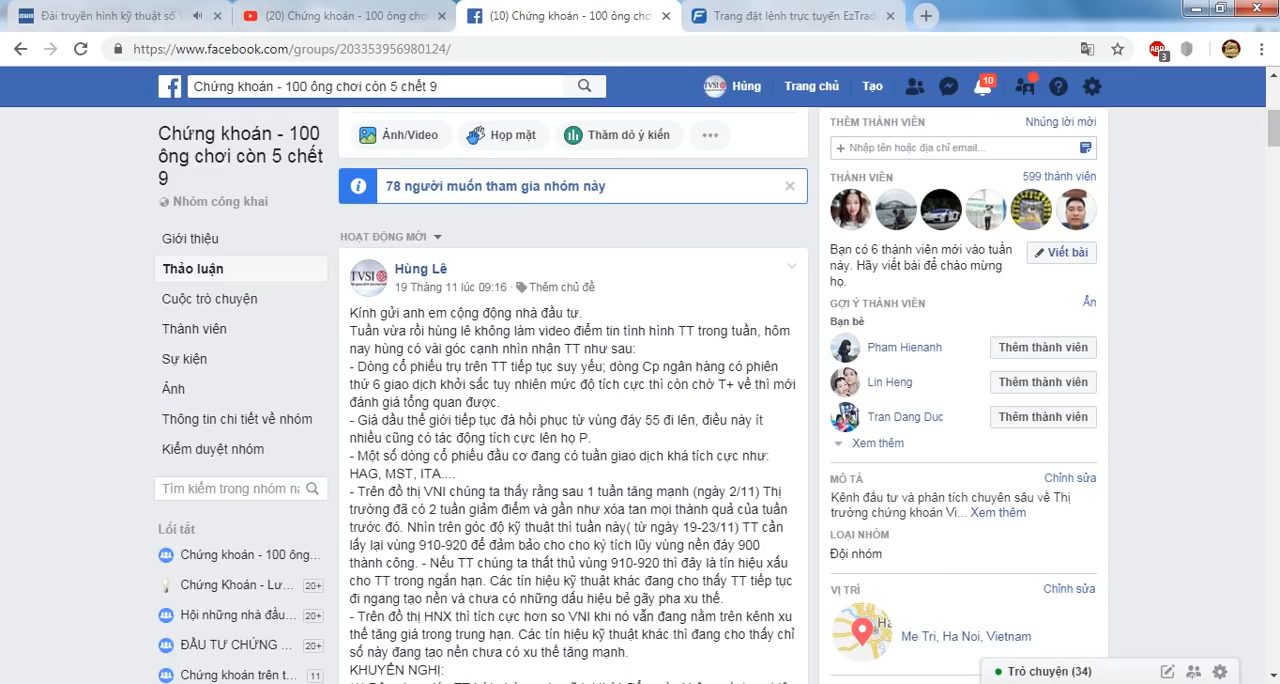 Đài truyền hình kỹ thuật số V
(20) Chứng khoán - 100 ông chơ
(10) Chứng khoán - 100 ông chơ
Trang đặt lệnh trực tuyến EzTrade
https://www.facebook.com/groups/203353956980124/
ABP
3
Chứng khoán - 100 ông chơi còn 5 chết 9
TVSI
Hùng
Trang chủ
Tạo
10
Chứng khoán - 100
ông chơi còn 5 chết
9
Nhóm công khai
Giới thiệu
Thảo luận
Cuộc trò chuyện
Thành viên
Sự kiện
Ảnh
Thông tin chi tiết về nhóm
Kiểm duyệt nhóm
Tìm kiếm trong nhóm nà
Lối tắt
Chứng khoán - 100 ông...
Chứng Khoán - Lư... 20+
Hội những nhà đầu... 20+
ĐẦU TƯ CHỨNG ... 20+
Chứng khoán trên t... 11
Ảnh/Video
Họp mặt
Thăm dò ý kiến
78 người muốn tham gia nhóm này
HOẠT ĐỘNG MỚI
TVSI
Hùng Lê
19 Tháng 11 lúc 09:16 · Thêm chủ đề
Kính gửi anh em cộng động nhà đầu tư.
Tuần vừa rồi hùng lê không làm video điểm tin tình hình TT trong tuần, hôm
nay hùng có vài góc cạnh nhìn nhận TT như sau:
- Dòng cổ phiếu trụ trên TT tiếp tục suy yếu; dòng Cp ngân hàng có phiên
thứ 6 giao dịch khởi sắc tuy nhiên mức độ tích cực thì còn chờ T+ về thì mới
đánh giá tổng quan được.
- Giá dầu thế giới tiếp tục đà hồi phục từ vùng đáy 55 đi lên, điều này ít
nhiều cũng có tác động tích cực lên họ P.
- Một số dòng cổ phiếu đầu cơ đang có tuần giao dịch khá tích cực như:
HAG, MST, ITA....
- Trên đồ thị VNI chúng ta thấy rằng sau 1 tuần tăng mạnh (ngày 2/11) Thị
trường đã có 2 tuần giảm điểm và gần như xóa tan mọi thành quả của tuần
trước đó. Nhìn trên góc độ kỹ thuật thì tuần này( từ ngày 19-23/11) TT cần
lấy lại vùng 910-920 để đảm bảo cho cho kỳ tích lũy vùng nền đáy 900
thành công. - Nếu TT chúng ta thất thủ vùng 910-920 thì đây là tín hiệu xấu
cho TT trong ngắn hạn. Các tín hiệu kỹ thuật khác đang cho thấy TT tiếp tục
đi ngang tạo nền và chưa có những dấu hiệu bẻ gãy pha xu thế.
- Trên đồ thị HNX thì tích cực hơn so VNI khi nó vẫn đang nằm trên kênh xu
thế tăng giá trong trung hạn. Các tín hiệu kỹ thuật khác thì đang cho thấy chỉ
số này đang tạo nền chưa có xu thế tăng mạnh.
KHUYẾN NGHỊ:
THÊM THÀNH VIÊN
Nhúng lời mời
+ Nhập tên hoặc địa chỉ email...
THÀNH VIÊN
599 thành viên
Bạn có 6 thành viên mới vào tuần
này. Hãy viết bài để chào mừng
họ.
Viết bài
GỢI Ý THÀNH VIÊN
Ẩn
Bạn bè
Pham Hienanh
Thêm thành viên
Lin Heng
Thêm thành viên
Tran Dang Duc
Thêm thành viên
Xem thêm
MÔ TẢ
Chỉnh sửa
Kênh đầu tư và phân tích chuyên sâu về Thị
trường chứng khoán Vi... Xem thêm
LOẠI NHÓM
Đội nhóm
VỊ TRÍ
Chỉnh sửa
Me Tri, Ha Noi, Vietnam
Trò chuyện (34)